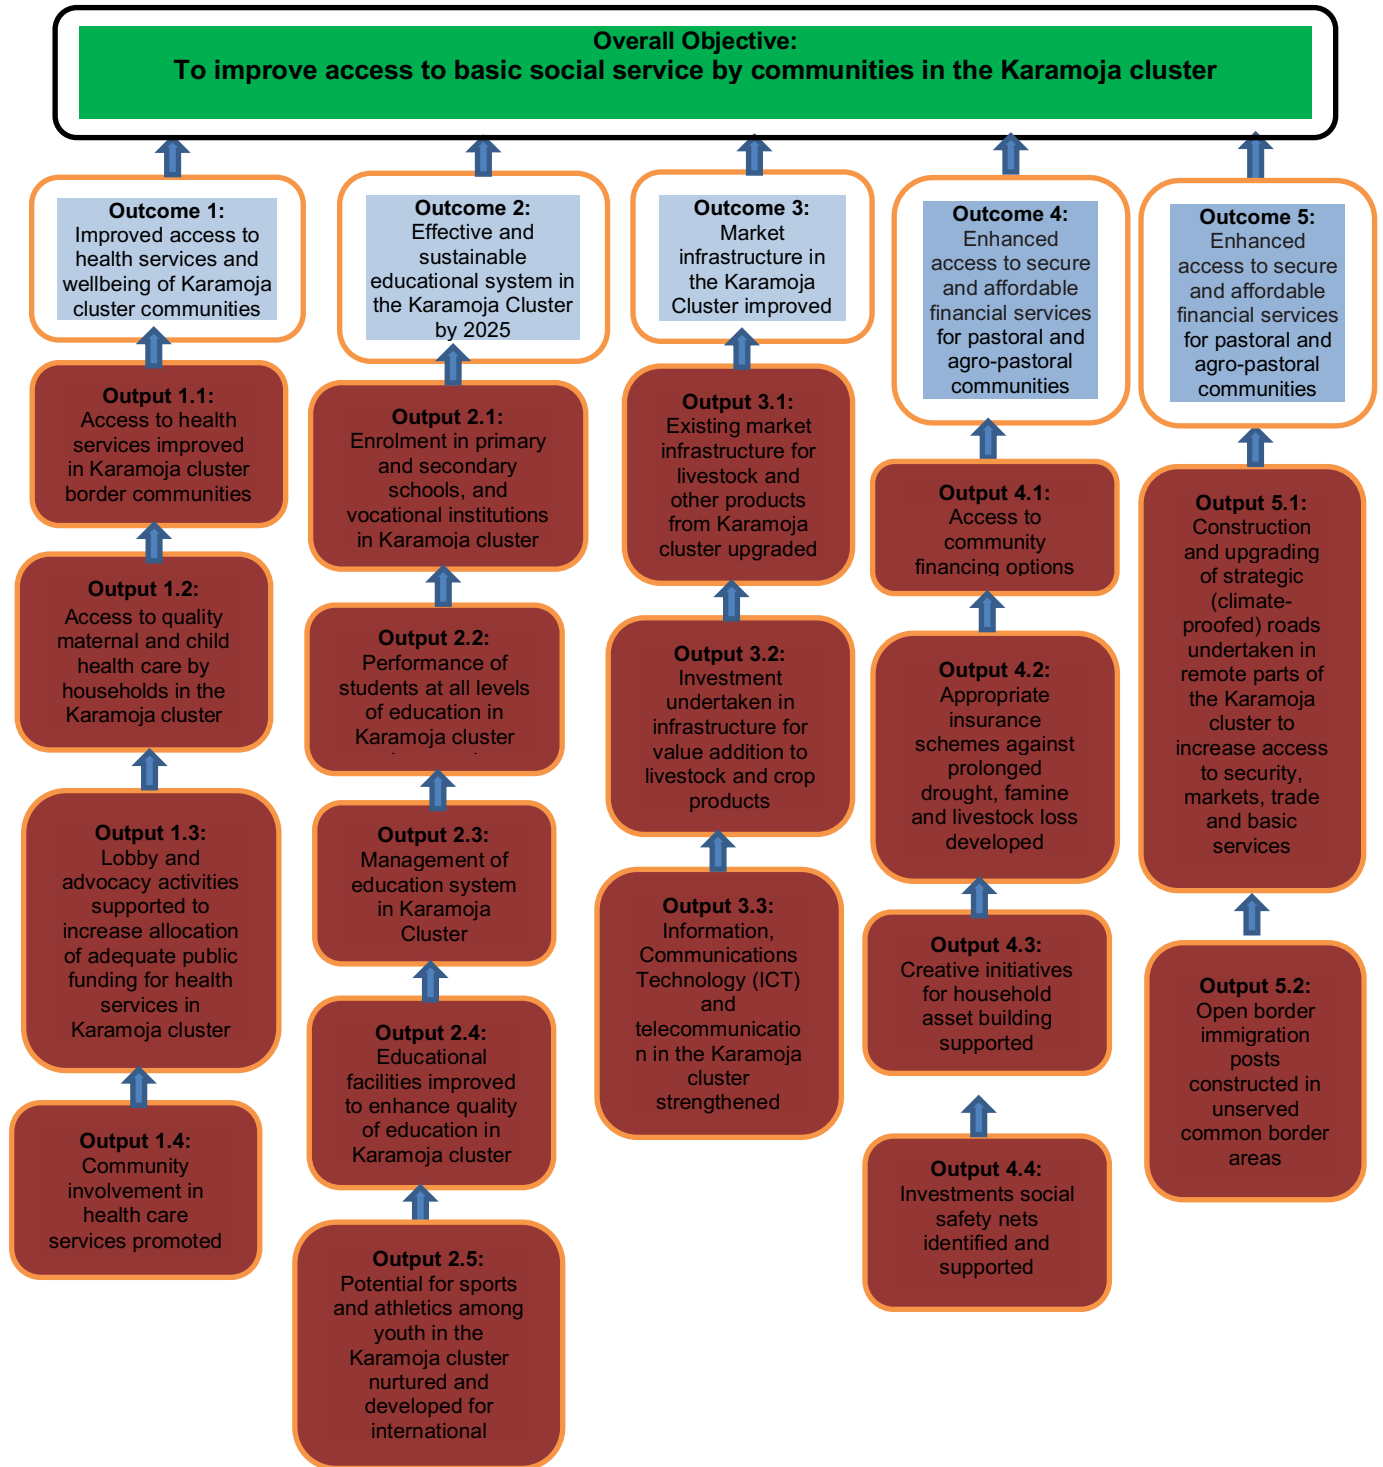 Overall Objective:
To improve access to basic social service by communities in the Karamoja cluster
Outcome 1:
Improved access to
health services and
wellbeing of Karamoja
cluster communities
Output 1.1:
Access to health
services improved
in Karamoja cluster
border communities
Output 1.2:
Access to quality
maternal and child
health care by
households in the
Karamoja cluster
Output 1.3:
Lobby and
advocacy activities
supported to
increase allocation
of adequate public
funding for health
services in
Karamoja cluster
Output 1.4:
Community
involvement in
health care
services promoted
Outcome 2:
Effective and
sustainable
educational system in
the Karamoja Cluster
by 2025
Output 2.1:
Enrolment in primary
and secondary
schools, and
vocational institutions
in Karamoja cluster
Output 2.2:
Performance of
students at all levels
of education in
Karamoja cluster
Output 2.3:
Management of
education system
in Karamoja
Cluster
Output 2.4:
Educational
facilities improved
to enhance quality
of education in
Karamoja cluster
Output 2.5:
Potential for sports
and athletics among
youth in the
Karamoja cluster
nurtured and
developed for
international
Outcome 3:
Market
infrastructure in
the Karamoja
Cluster improved
Output 3.1:
Existing market
infrastructure for
livestock and
other products
from Karamoja
cluster upgraded
Output 3.2:
Investment
undertaken in
infrastructure for
value addition to
livestock and crop
products
Output 3.3:
Information,
Communications
Technology (ICT)
and
telecommunicatio
n in the Karamoja
cluster
strengthened
Outcome 4:
Enhanced
access to secure
and affordable
financial services
for pastoral and
agro-pastoral
communities
Output 4.1:
Access to
community
financing options
Output 4.2:
Appropriate
insurance
schemes against
prolonged
drought, famine
and livestock loss
developed
Output 4.3:
Creative initiatives
for household
asset building
supported
Output 4.4:
Investments social
safety nets
identified and
supported
Outcome 5:
Enhanced
access to secure
and affordable
financial services
for pastoral and
agro-pastoral
communities
Output 5.1:
Construction
and upgrading
of strategic
(climate-
proofed) roads
undertaken in
remote parts of
the Karamoja
cluster to
increase access
to security,
markets, trade
and basic
services
Output 5.2:
Open border
immigration
posts
constructed in
unserved
common border
areas